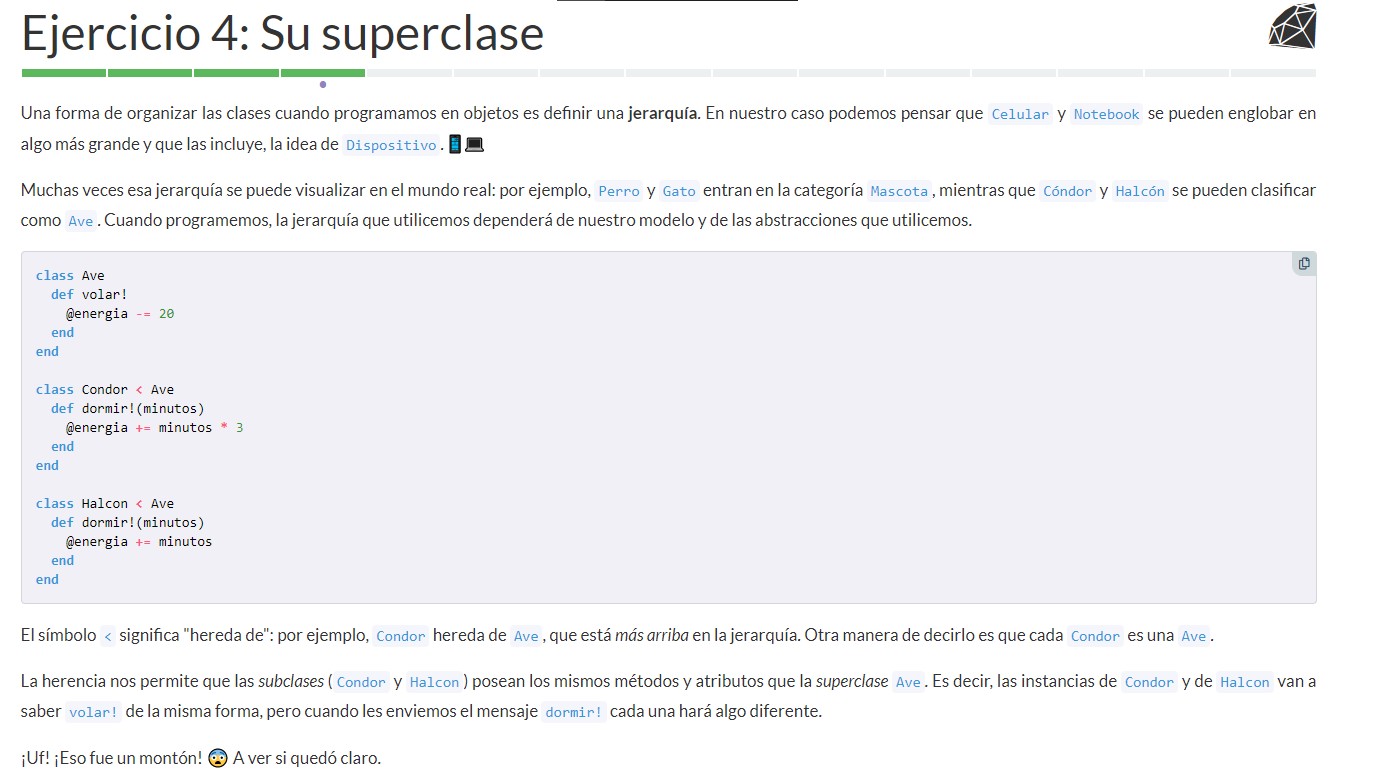 Ejercicio 4: Su superclase
Una forma de organizar las clases cuando programamos en objetos es definir una jerarquía. En nuestro caso podemos pensar que Celular y Notebook se pueden englobar en
algo más grande y que las incluye, la idea de Dispositivo.
Muchas veces esa jerarquía se puede visualizar en el mundo real: por ejemplo, Perro y Gato entran en la categoría Mascota, mientras que Cóndor y Halcón se pueden clasificar
como Ave. Cuando programemos, la jerarquía que utilicemos dependerá de nuestro modelo y de las abstracciones que utilicemos.
class Ave
  def volar!
    @energia -= 20
  end
end
class Condor < Ave
  def dormir!(minutos)
    @energia += minutos * 3
  end
end
class Halcon < Ave
  def dormir!(minutos)
    @energia += minutos
  end
end
El símbolo < significa "hereda de": por ejemplo, Condor hereda de Ave, que está más arriba en la jerarquía. Otra manera de decirlo es que cada Condor es una Ave.
La herencia nos permite que las subclases (Condor y Halcon) posean los mismos métodos y atributos que la superclase Ave. Es decir, las instancias de Condor y de Halcon van a
saber volar! de la misma forma, pero cuando les enviemos el mensaje dormir! cada una hará algo diferente.
¡Uf! ¡Eso fue un montón! 😨 A ver si quedó claro.